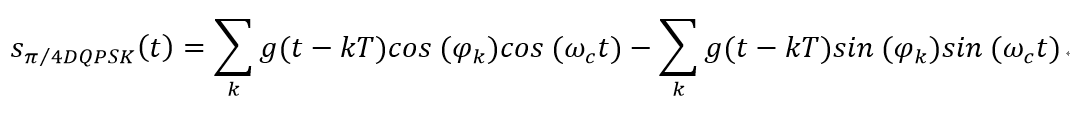 s_{π/4DQPSK}(t) = ∑_k g(t − kT)cos (φ_k)cos (ω_c t) − ∑_k g(t − kT)sin (φ_k)sin (ω_c t)